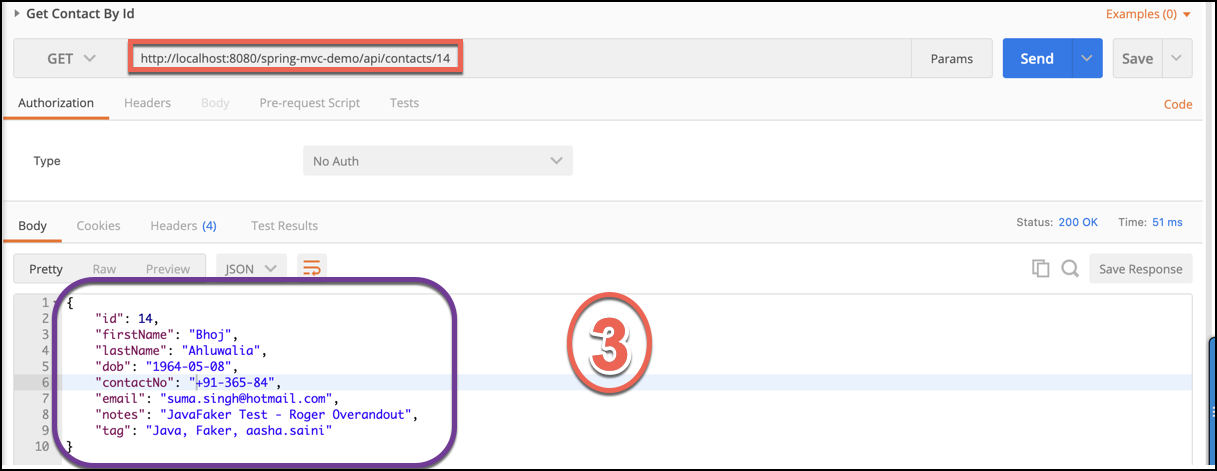 Get Contact By Id Examples (0)
GET http://localhost:8080/spring-mvc-demo/api/contacts/14 Params Send Save
Authorization Headers Body Pre-request Script Tests Code
Type No Auth
Body Cookies Headers (4) Test Results Status: 200 OK Time: 51 ms
Pretty Raw Preview JSON Save Response
1 {
2 "id": 14,
3 "firstName": "Bhoj",
4 "lastName": "Ahluwalia",
5 "dob": "1964-05-08",
6 "contactNo": "+91-365-84",
7 "email": "suma.singh@hotmail.com",
8 "notes": "JavaFaker Test - Roger Overandout",
9 "tag": "Java, Faker, aasha.saini"
10 }
3